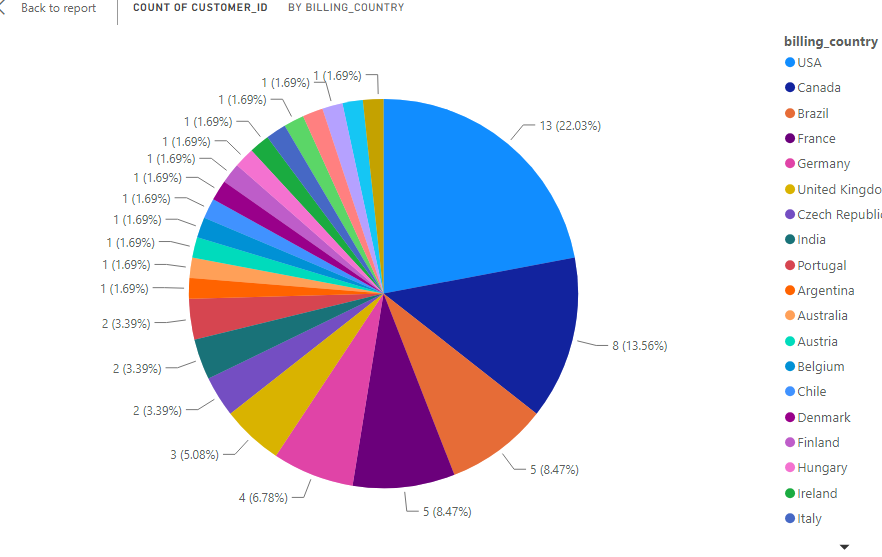 Back to report
COUNT OF CUSTOMER_ID BY BILLING_COUNTRY
1 (1.69%)
1 (1.69%)
1 (1.69%)
1 (1.69%)
1 (1.69%)
1 (1.69%)
1 (1.69%)
1 (1.69%)
1 (1.69%)
1 (1.69%)
1 (1.69%)
1 (1.69%)
2 (3.39%)
2 (3.39%)
2 (3.39%)
3 (5.08%)
4 (6.78%)
5 (8.47%)
5 (8.47%)
8 (13.56%)
13 (22.03%)
billing_country
USA
Canada
Brazil
France
Germany
United Kingdo
Czech Republi
India
Portugal
Argentina
Australia
Austria
Belgium
Chile
Denmark
Finland
Hungary
Ireland
Italy